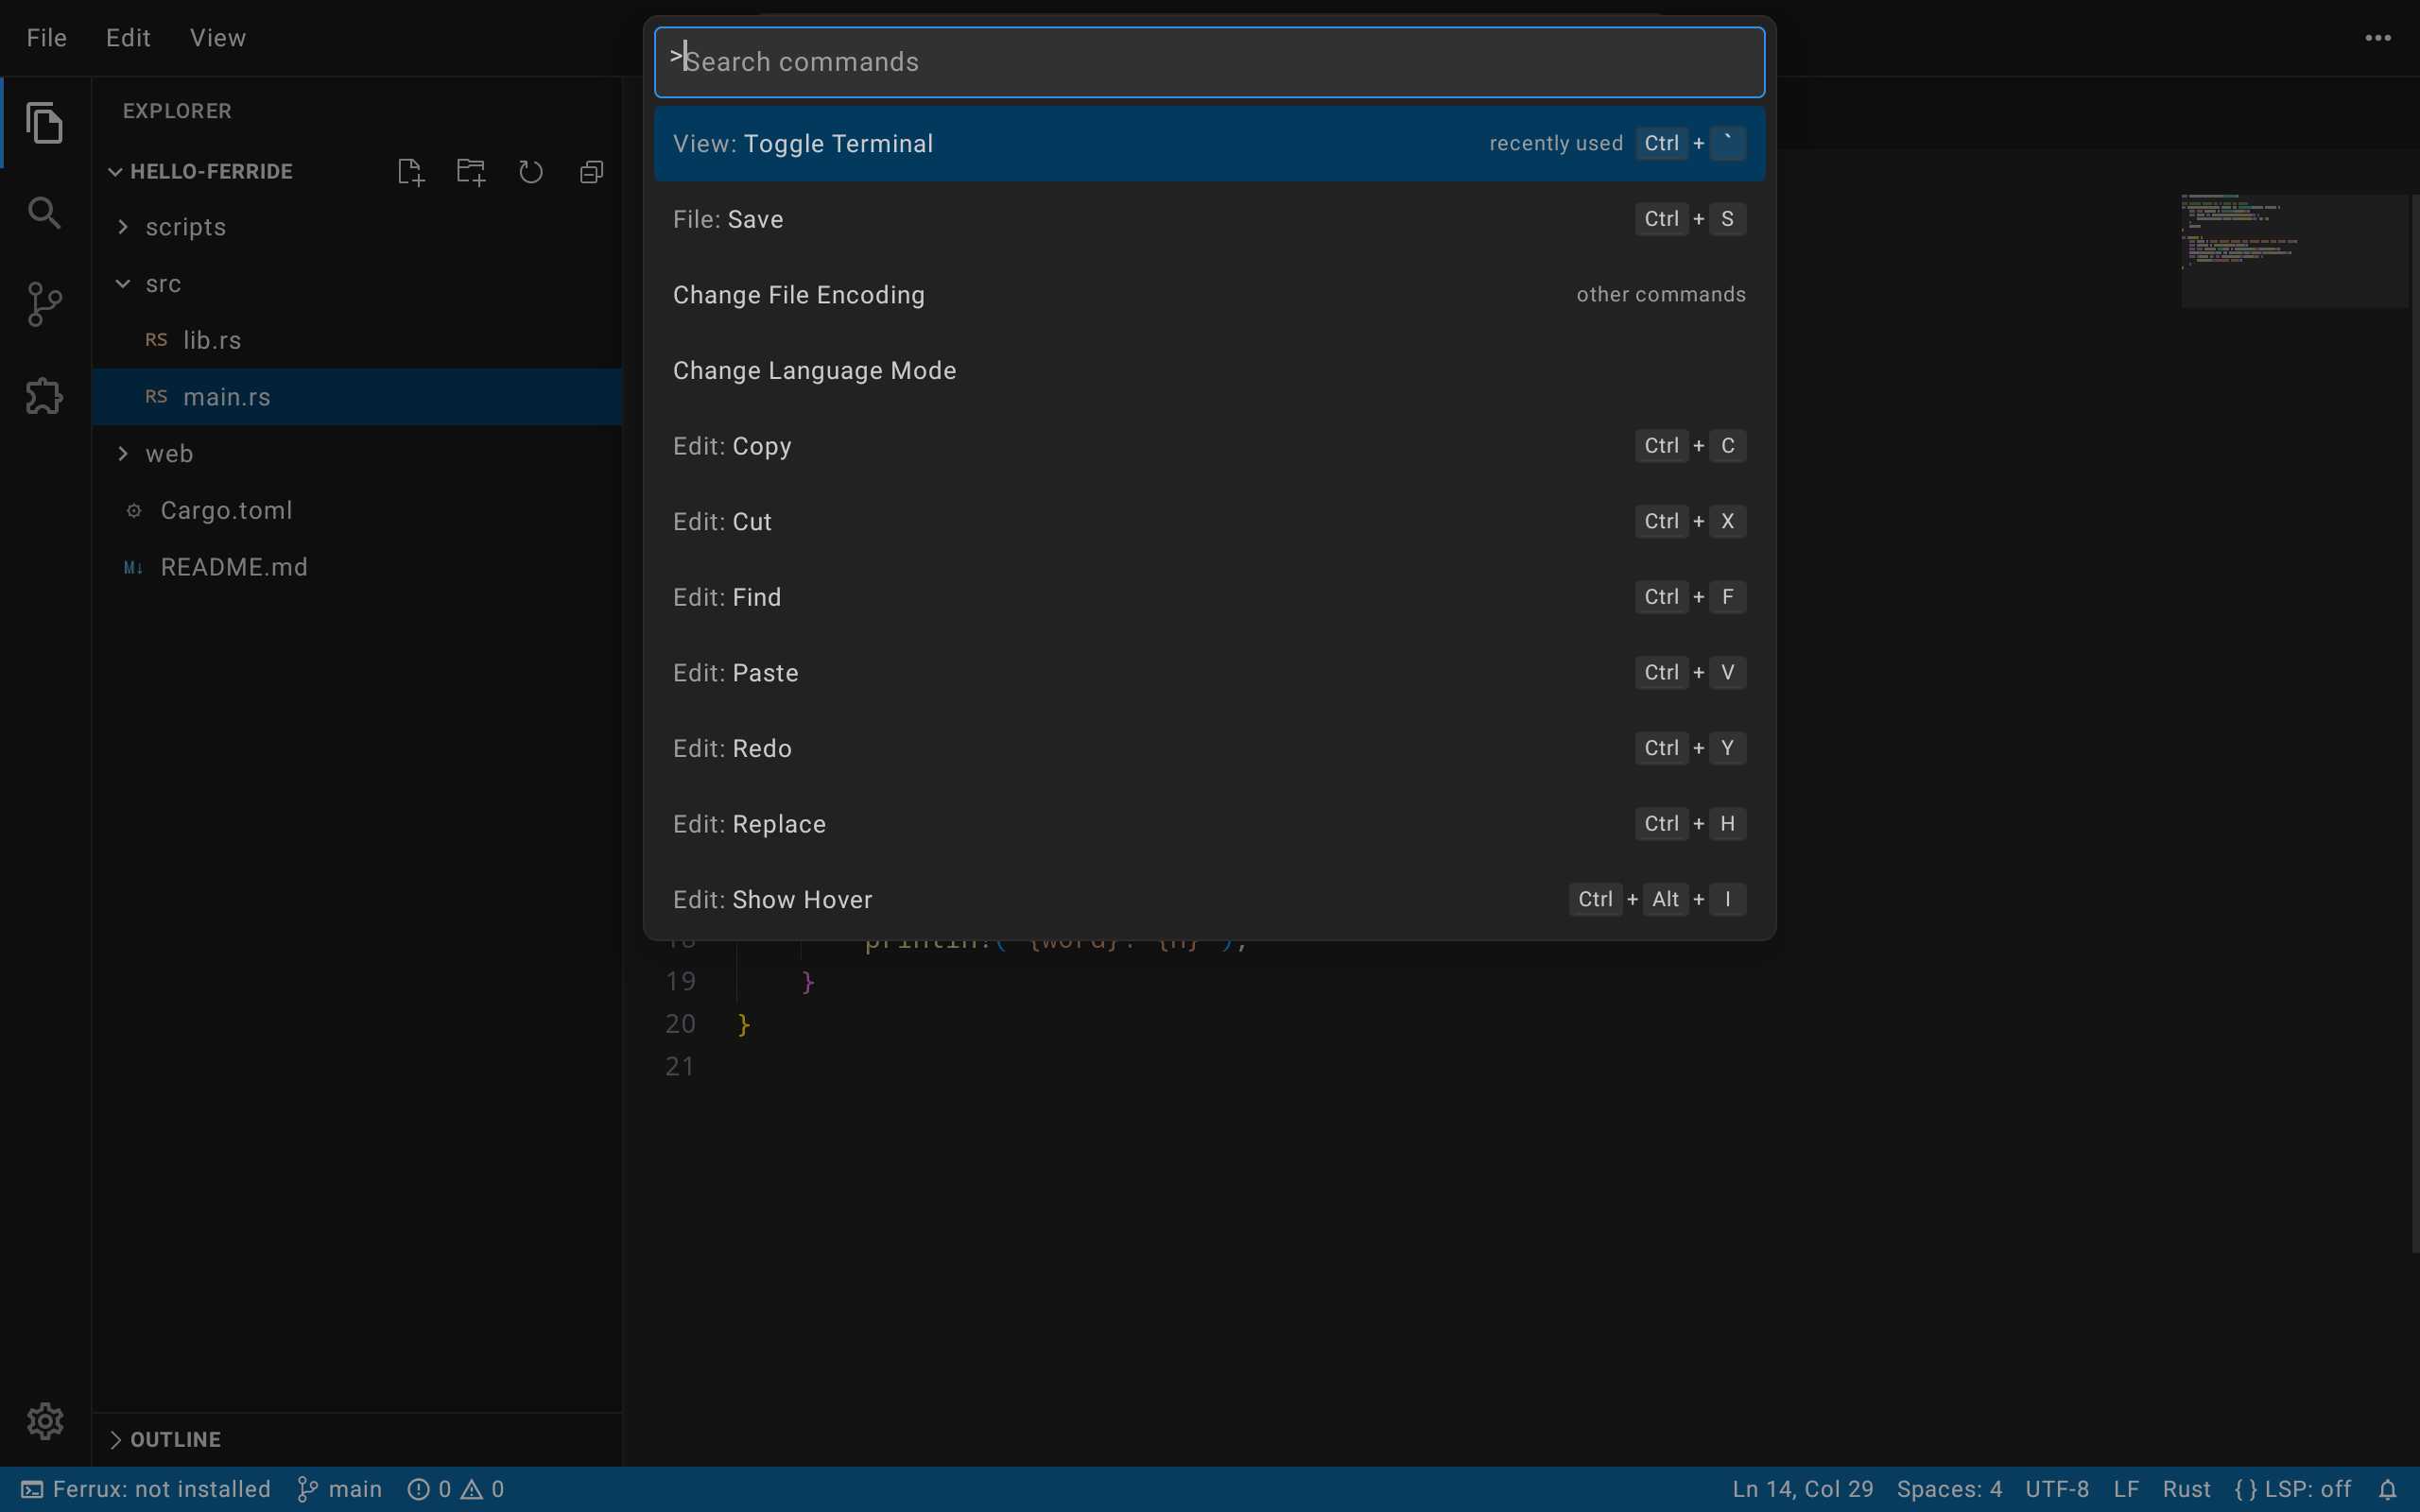 File Edit View
>Search commands
EXPLORER
HELLO-FERRIDE
scripts
src
RS lib.rs
RS main.rs
web
Cargo.toml
M↓ README.md
View: Toggle Terminal recently used Ctrl + `
File: Save Ctrl + S
Change File Encoding other commands
Change Language Mode
Edit: Copy Ctrl + C
Edit: Cut Ctrl + X
Edit: Find Ctrl + F
Edit: Paste Ctrl + V
Edit: Redo Ctrl + Y
Edit: Replace Ctrl + H
Edit: Show Hover Ctrl + Alt + I
18 println!("{word}: {n}");
19 }
20 }
21
OUTLINE
Ferrux: not installed main 0 0 Ln 14, Col 29 Spaces: 4 UTF-8 LF Rust { } LSP: off